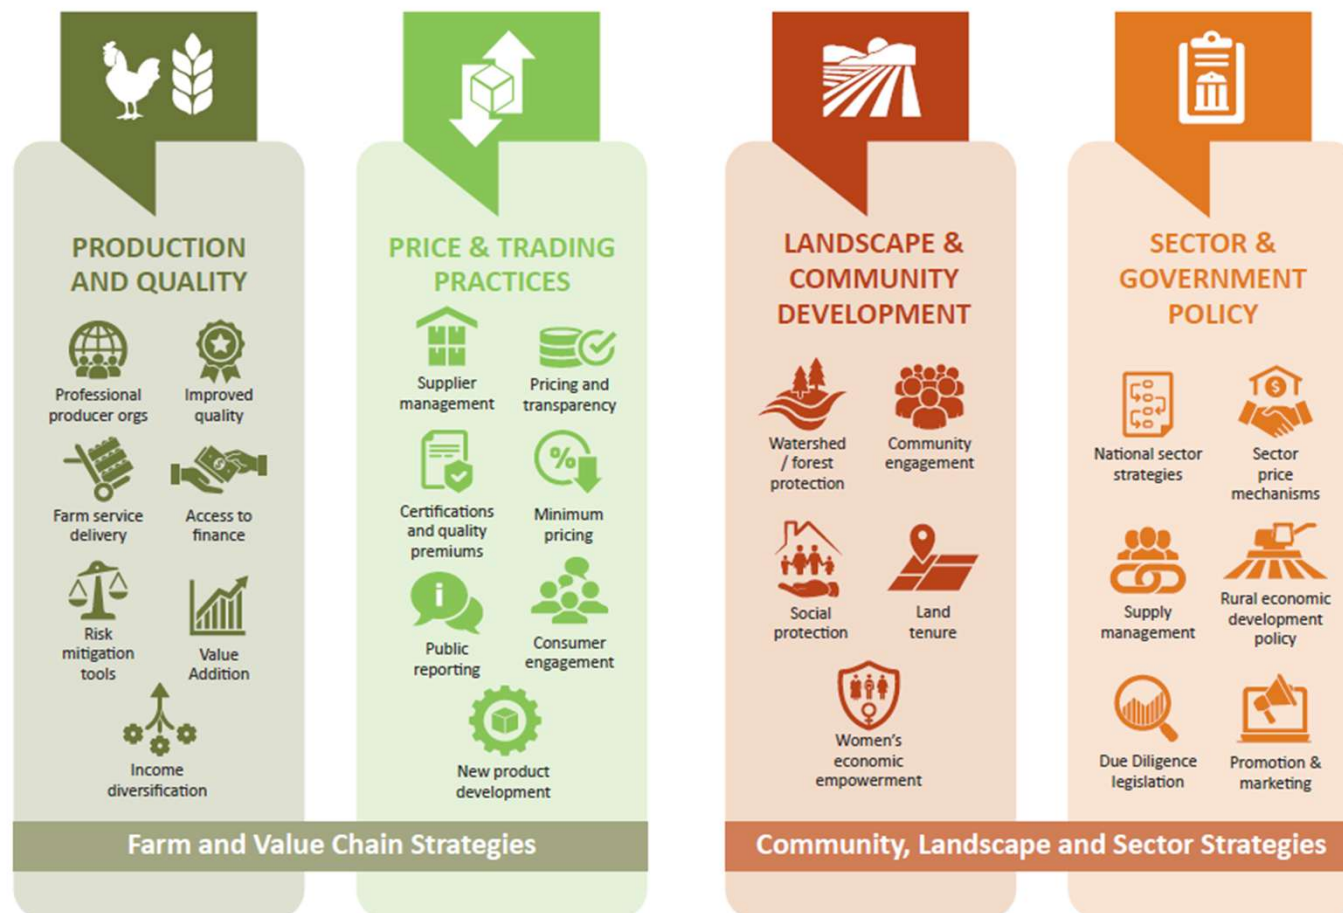 PRODUCTION
AND QUALITY
Professional
producer orgs
Improved
quality
Farm service
delivery
Access to
finance
Risk
mitigation
tools
Value
Addition
Income
diversification
PRICE & TRADING
PRACTICES
Supplier
management
Pricing and
transparency
Certifications
and quality
premiums
Minimum
pricing
Public
reporting
Consumer
engagement
New product
development
Farm and Value Chain Strategies
LANDSCAPE &
COMMUNITY
DEVELOPMENT
Watershed
/ forest
protection
Community
engagement
Social
protection
Land
tenure
Women's
economic
empowerment
SECTOR &
GOVERNMENT
POLICY
National sector
strategies
Sector
price
mechanisms
Supply
management
Rural economic
development
policy
Due Diligence
legislation
Promotion &
marketing
Community, Landscape and Sector Strategies